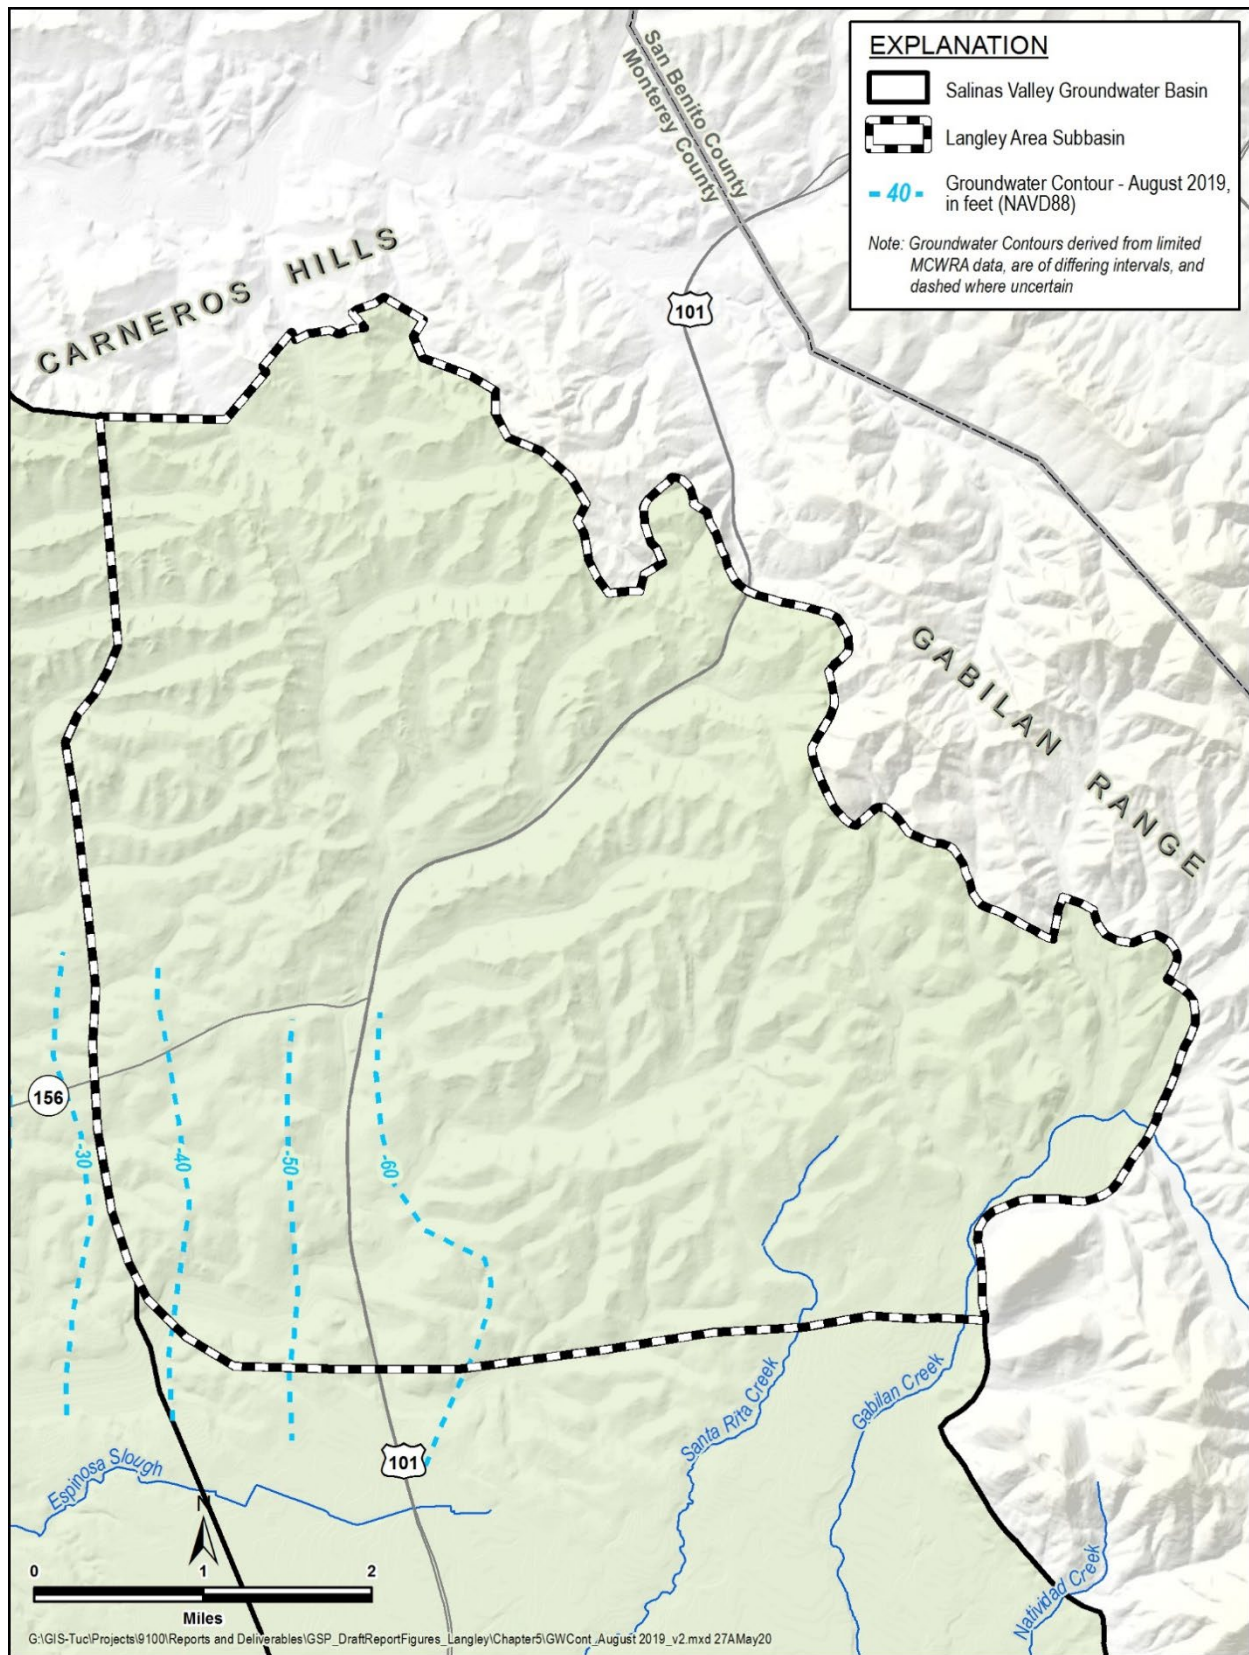 EXPLANATION
Salinas Valley Groundwater Basin
Langley Area Subbasin
- 40 -
Groundwater Contour - August 2019,
in feet (NAVD88)
Note: Groundwater Contours derived from limited
MCWRA data, are of differing intervals, and
dashed where uncertain
San Benito County
Monterey County
CARNEROS HILLS
101
GABILAN RANGE
156
-30
-40
-50
-60
Santa Rita Creek
Gabilan Creek
101
Espinosa Slough
Natividad Creek
N
0 1 2
Miles
G:\GIS-Tuc\Projects\9100\Reports and Deliverables\GSP_DraftReportFigures_Langley\Chapter5\GWCont_August 2019_v2.mxd 27AMay20